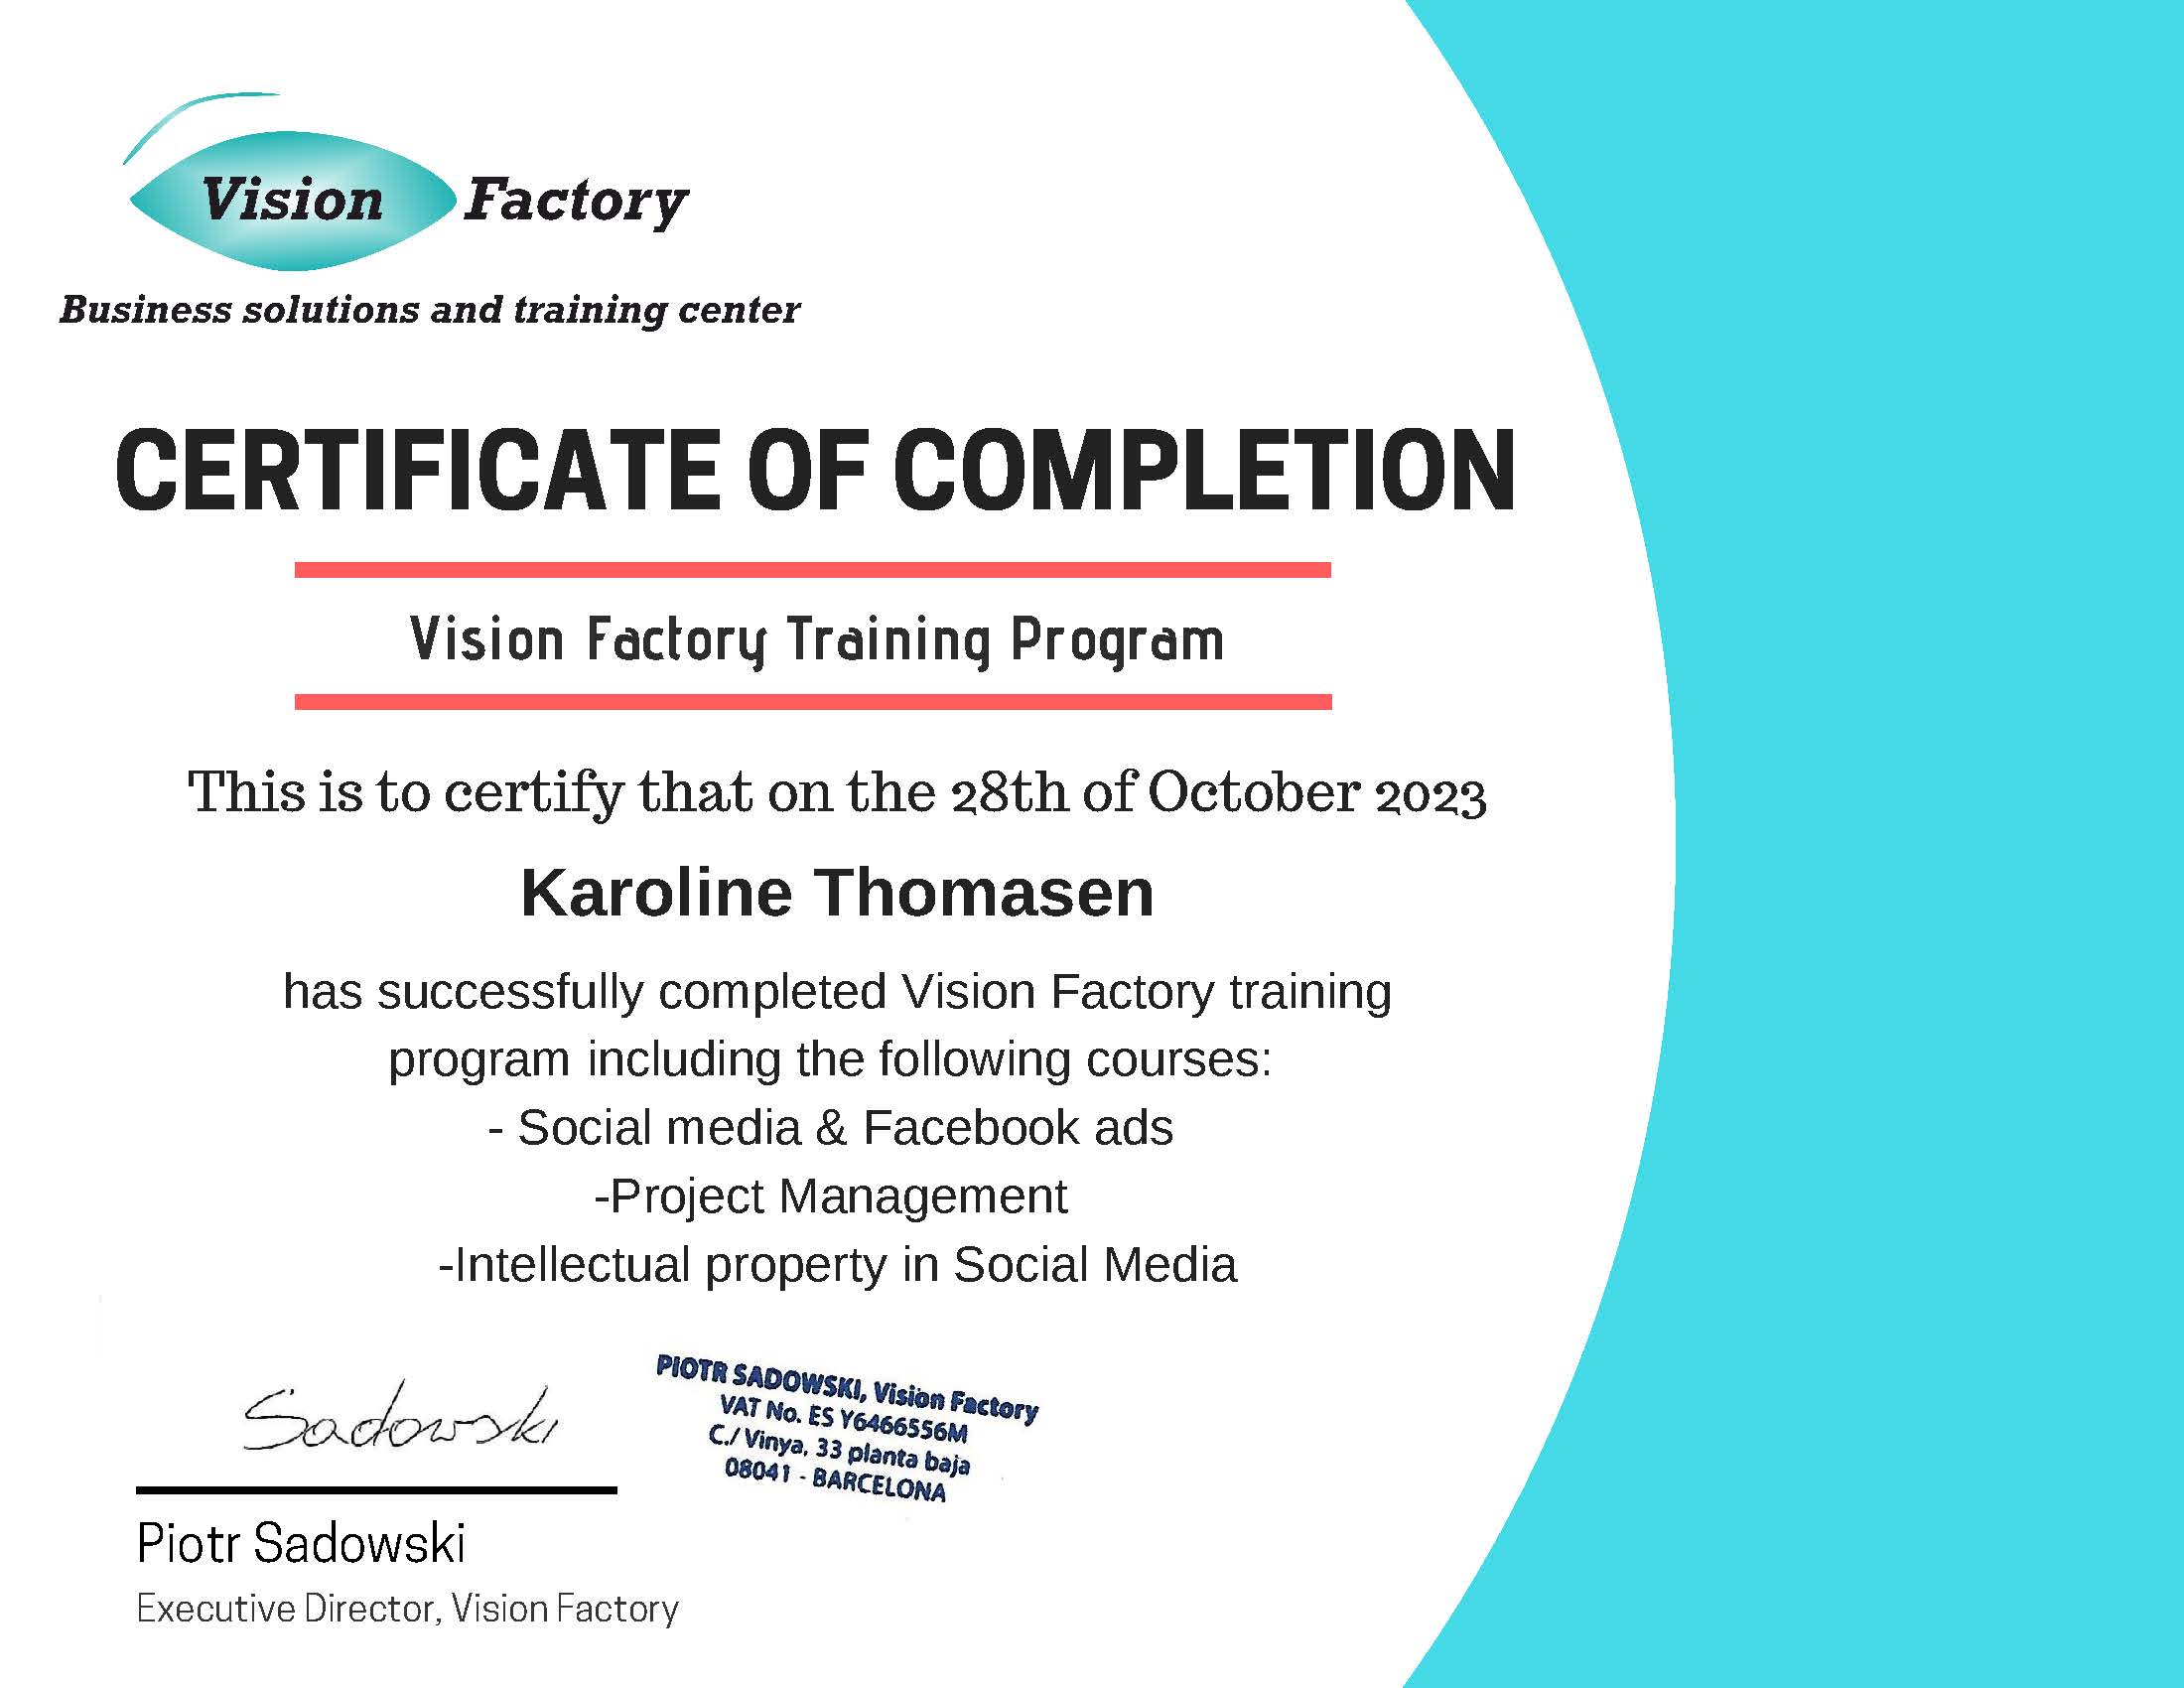 Vision Factory
Business solutions and training center
CERTIFICATE OF COMPLETION
Vision Factory Training Program
This is to certify that on the 28th of October 2023
Karoline Thomasen
has successfully completed Vision Factory training
program including the following courses:
- Social media & Facebook ads
-Project Management
-Intellectual property in Social Media
Sadowski
PIOTR SADOWSKI, Vision Factory
VAT No. ES Y6466556M
C./ Vinya, 33 planta baja
08041 - BARCELONA
Piotr Sadowski
Executive Director, Vision Factory